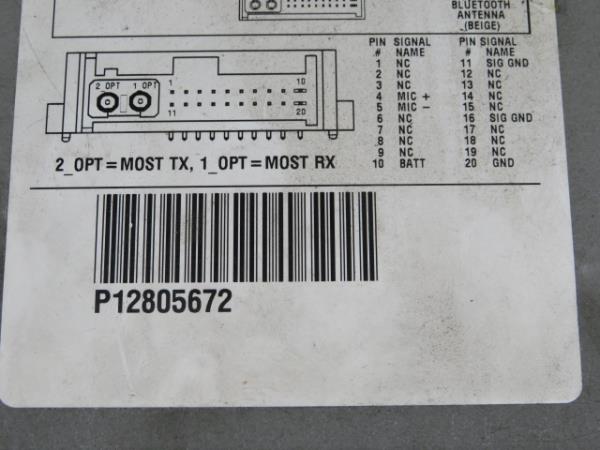 BLUETOOTH
ANTENNA
(BEIGE)
2 OPT 1 OPT
1 10
11 20
2_OPT=MOST TX, 1_OPT=MOST RX
PIN SIGNAL PIN SIGNAL
# NAME # NAME
1 NC 11 SIG GND
2 NC 12 NC
3 NC 13 NC
4 MIC + 14 NC
5 MIC – 15 NC
6 NC 16 SIG GND
7 NC 17 NC
8 NC 18 NC
9 NC 19 NC
10 BATT 20 GND
P12805672